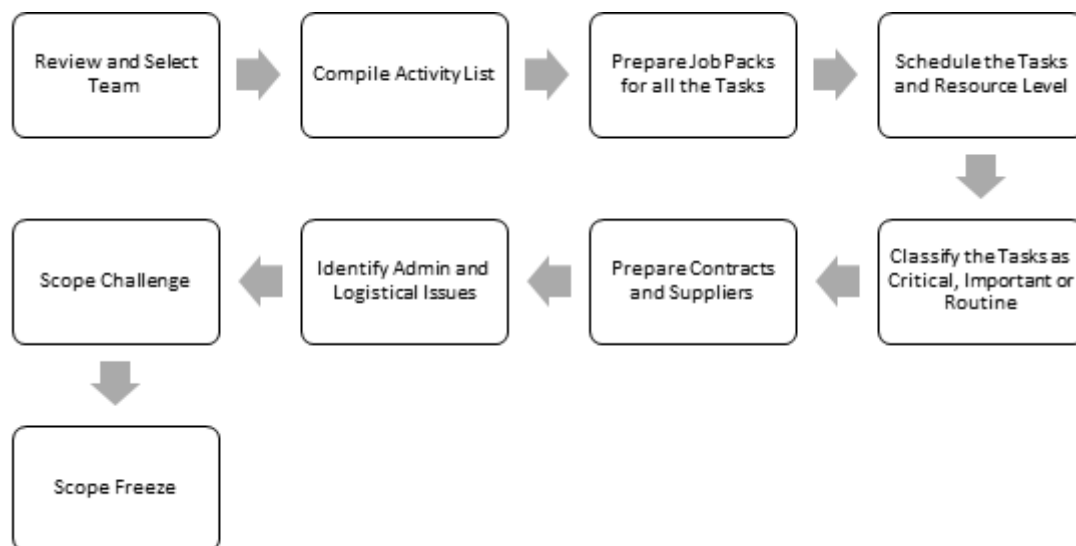 Review and Select
Team
Compile Activity List
Prepare Job Packs
for all the Tasks
Schedule the Tasks
and Resource Level
Classify the Tasks as
Critical, Important or
Routine
Prepare Contracts
and Suppliers
Identify Admin and
Logistical Issues
Scope Challenge
Scope Freeze